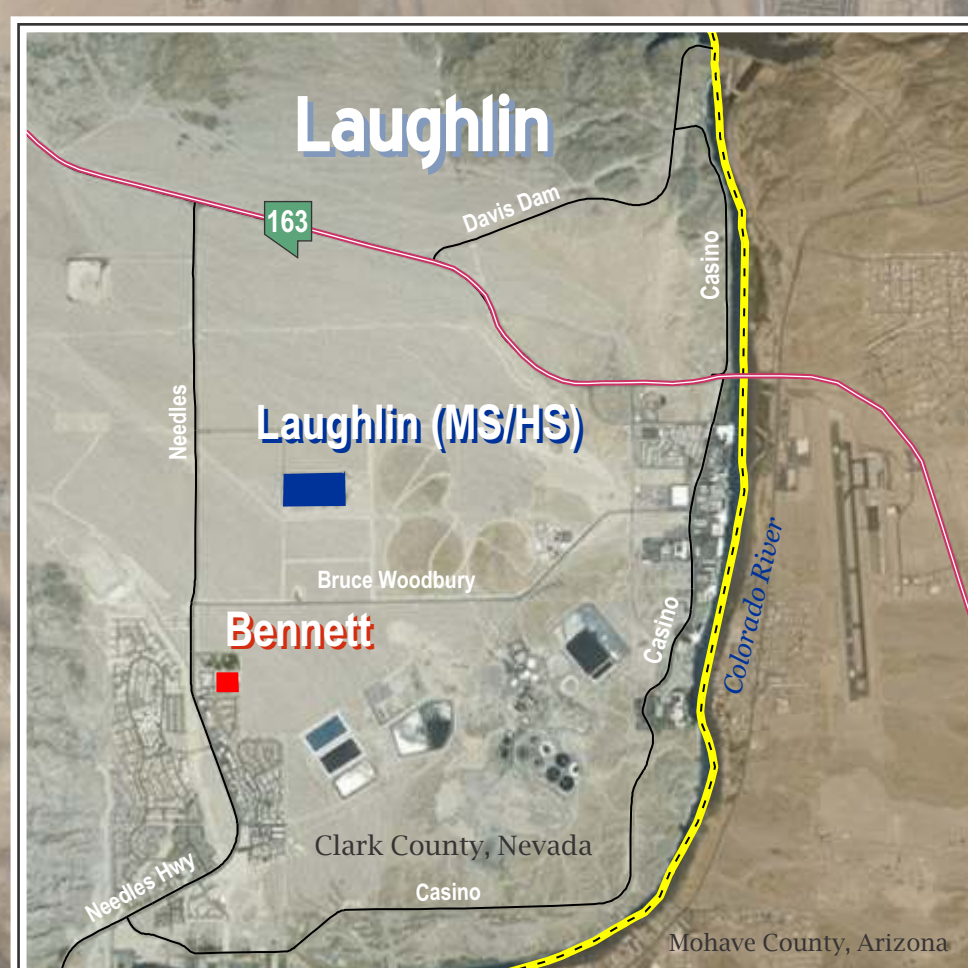 Laughlin
163
Davis Dam
Casino
Needles
Laughlin (MS/HS)
Bruce Woodbury
Bennett
Casino
Colorado River
Clark County, Nevada
Needles Hwy
Casino
Mohave County, Arizona